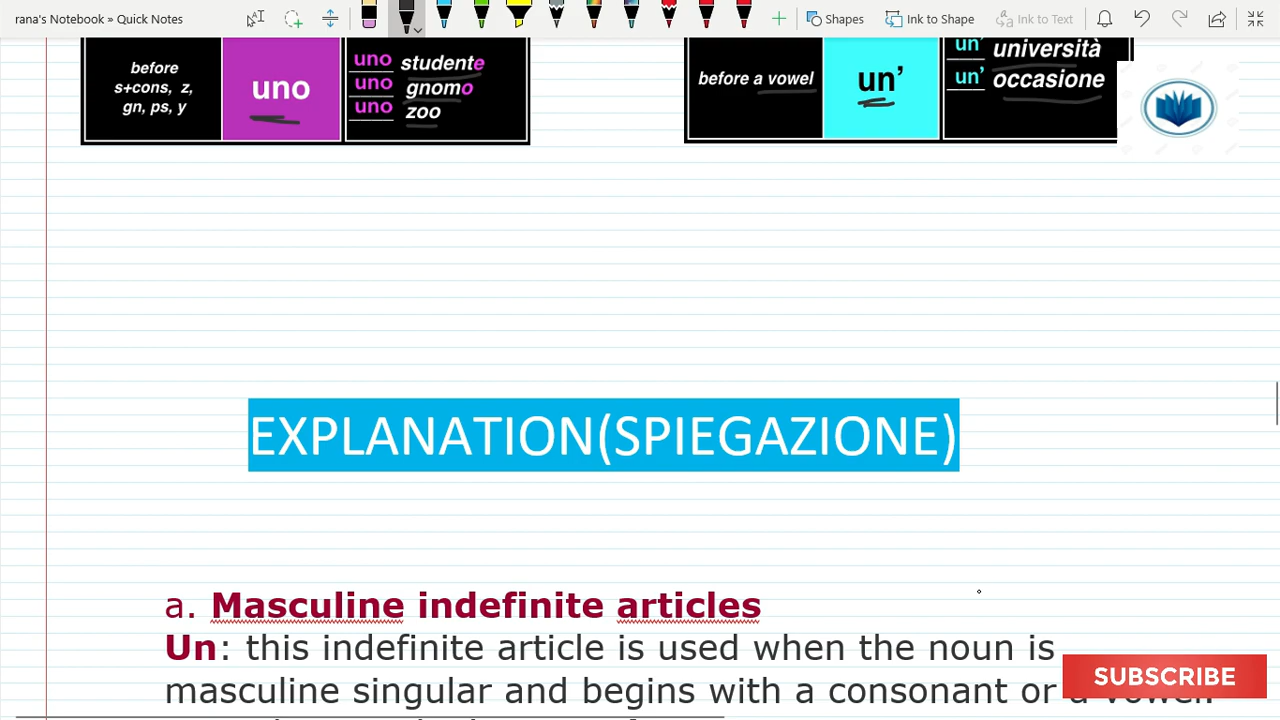 rana's Notebook » Quick Notes
Shapes
Ink to Shape
Ink to Text
before
s+cons, z,
gn, ps, y
uno
uno studente
uno gnomo
uno zoo
before a vowel
un’
un' università
un' occasione
EXPLANATION(SPIEGAZIONE)
a. Masculine indefinite articles
Un: this indefinite article is used when the noun is
masculine singular and begins with a consonant or a vowel.
SUBSCRIBE